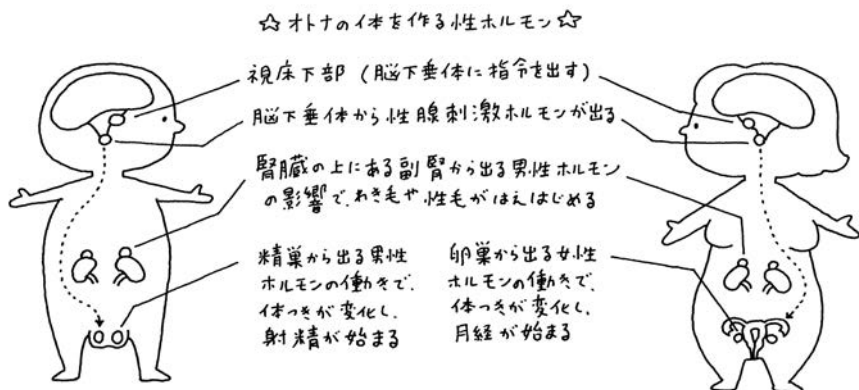 ☆オトナの体を作る性ホルモン☆
視床下部（脳下垂体に指令を出す）
脳下垂体から性腺刺激ホルモンが出る
腎臓の上にある副腎から出る男性ホルモン
の影響で、わき毛や性毛がはえはじめる
精巣から出る男性
ホルモンの働きで、
体つきが変化し、
射精が始まる
卵巣から出る女性
ホルモンの働きで、
体つきが変化し、
月経が始まる